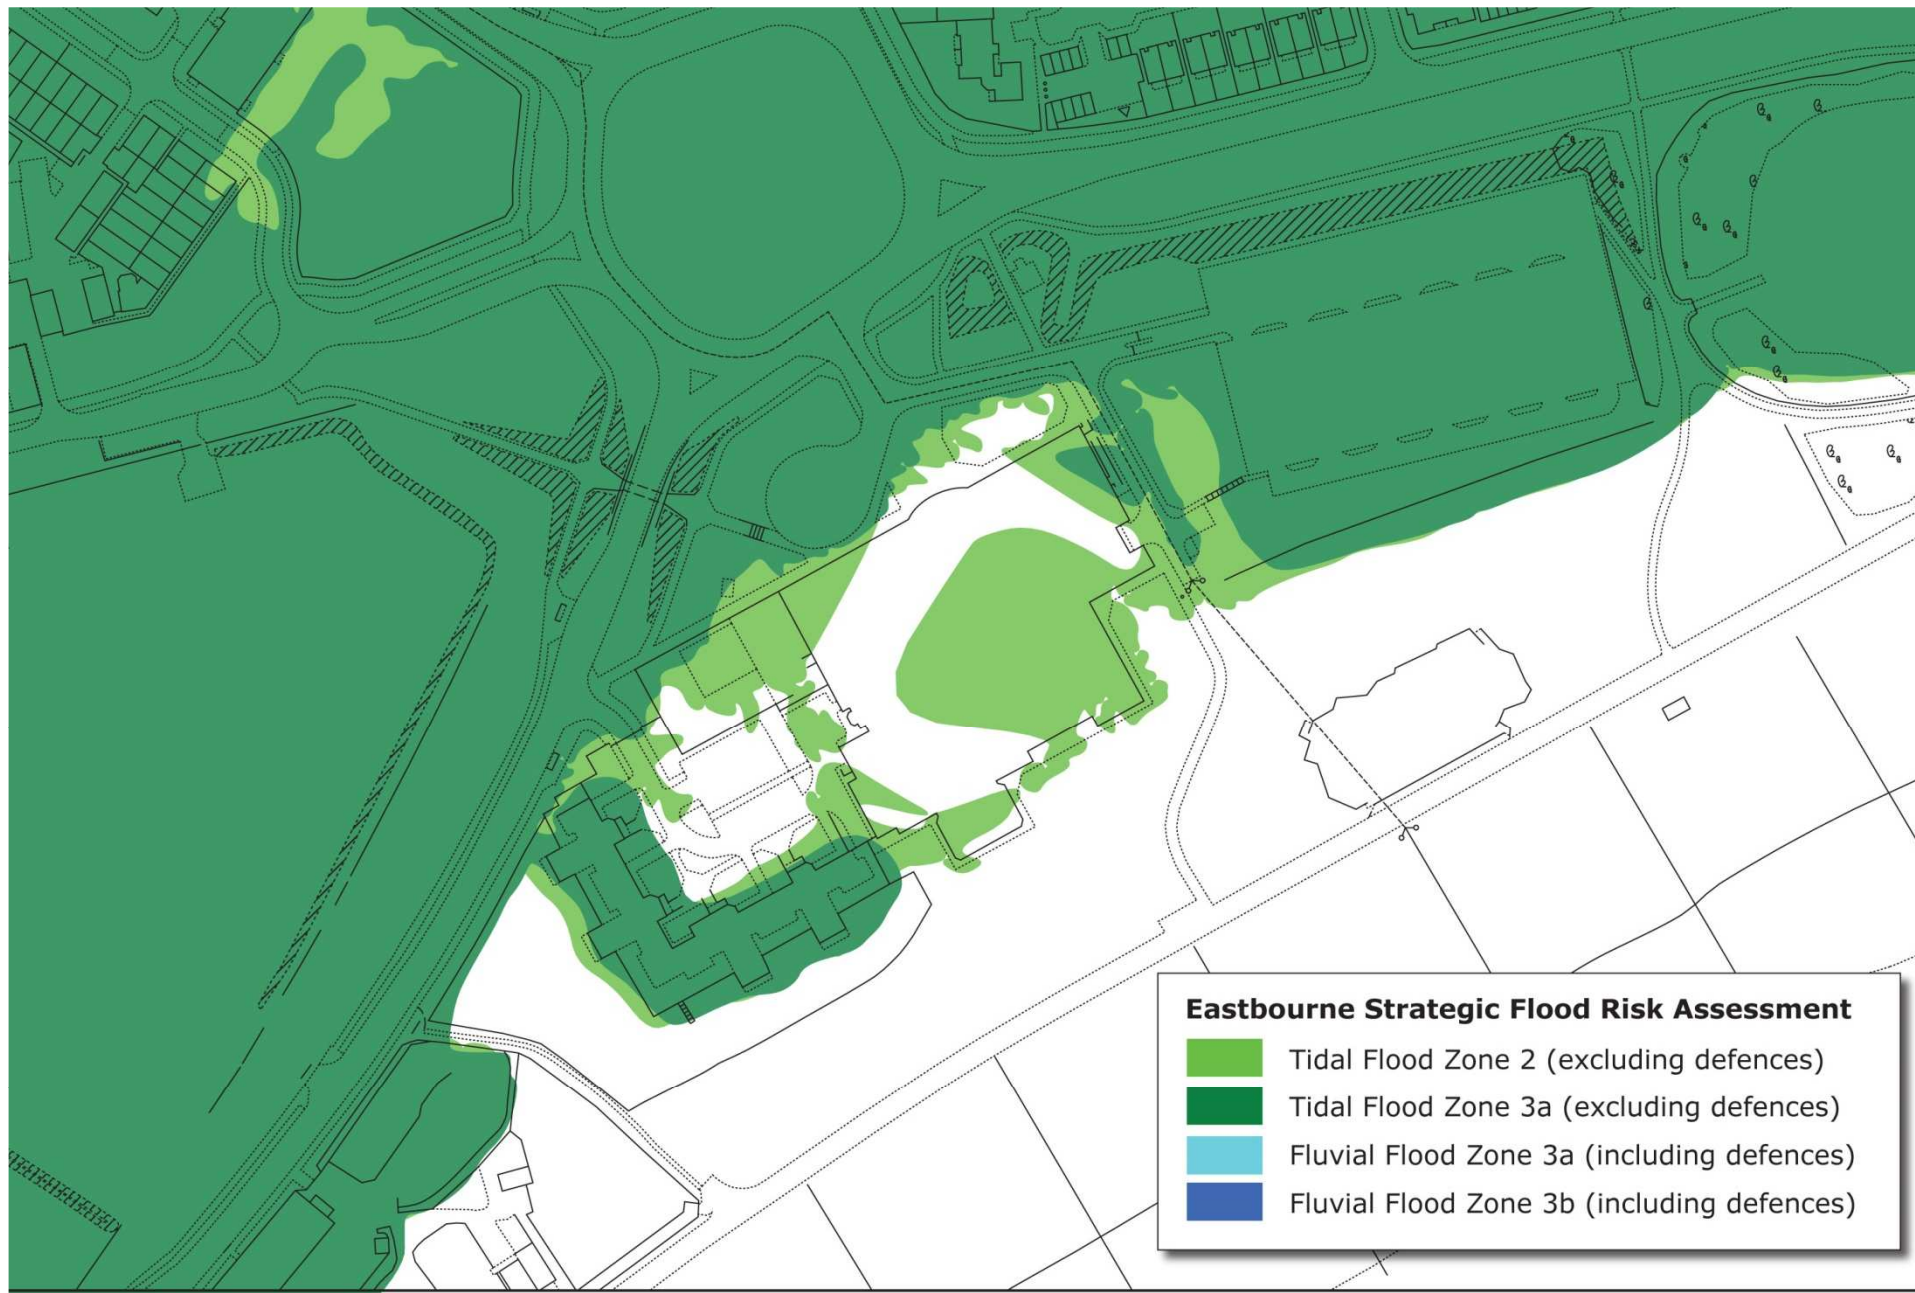 Eastbourne Strategic Flood Risk Assessment
Tidal Flood Zone 2 (excluding defences)
Tidal Flood Zone 3a (excluding defences)
Fluvial Flood Zone 3a (including defences)
Fluvial Flood Zone 3b (including defences)